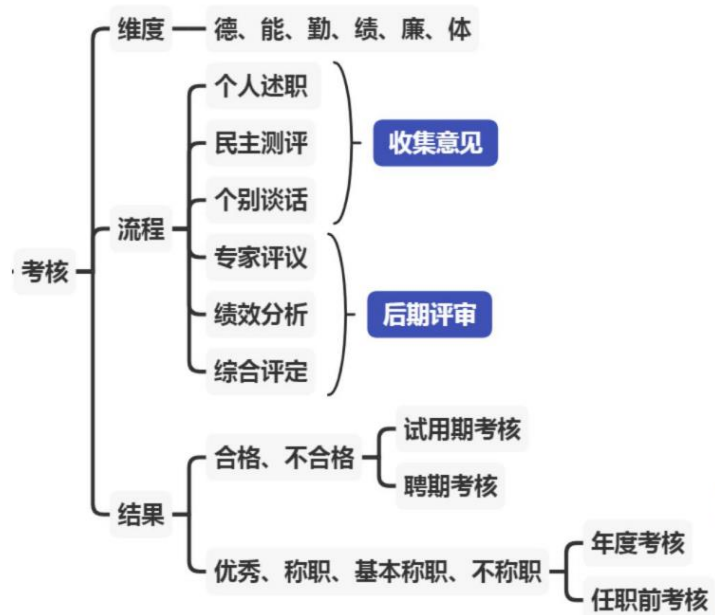 考核
维度
德、能、勤、绩、廉、体
流程
个人述职
民主测评
个别谈话
收集意见
专家评议
绩效分析
综合评定
后期评审
结果
合格、不合格
试用期考核
聘期考核
优秀、称职、基本称职、不称职
年度考核
任职前考核